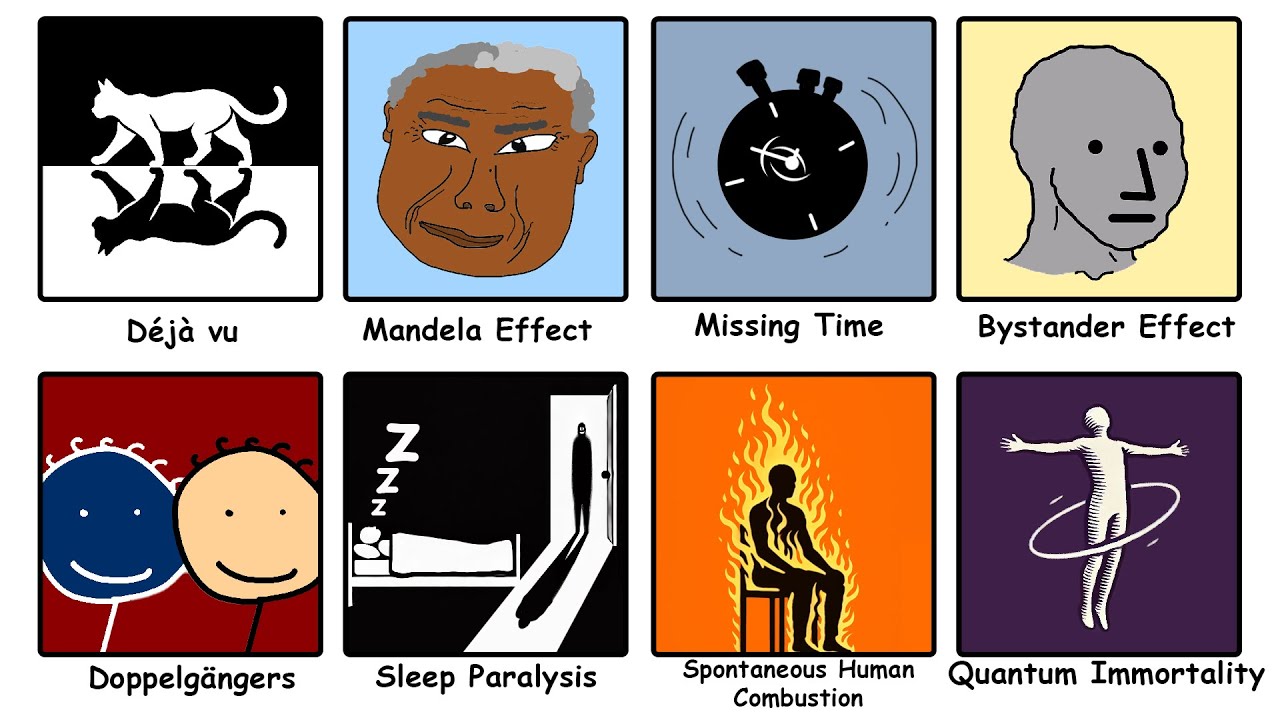 Déjà vu
Mandela Effect
Missing Time
Bystander Effect
Z
Z
Z
Doppelgängers
Sleep Paralysis
Spontaneous Human
Combustion
Quantum Immortality